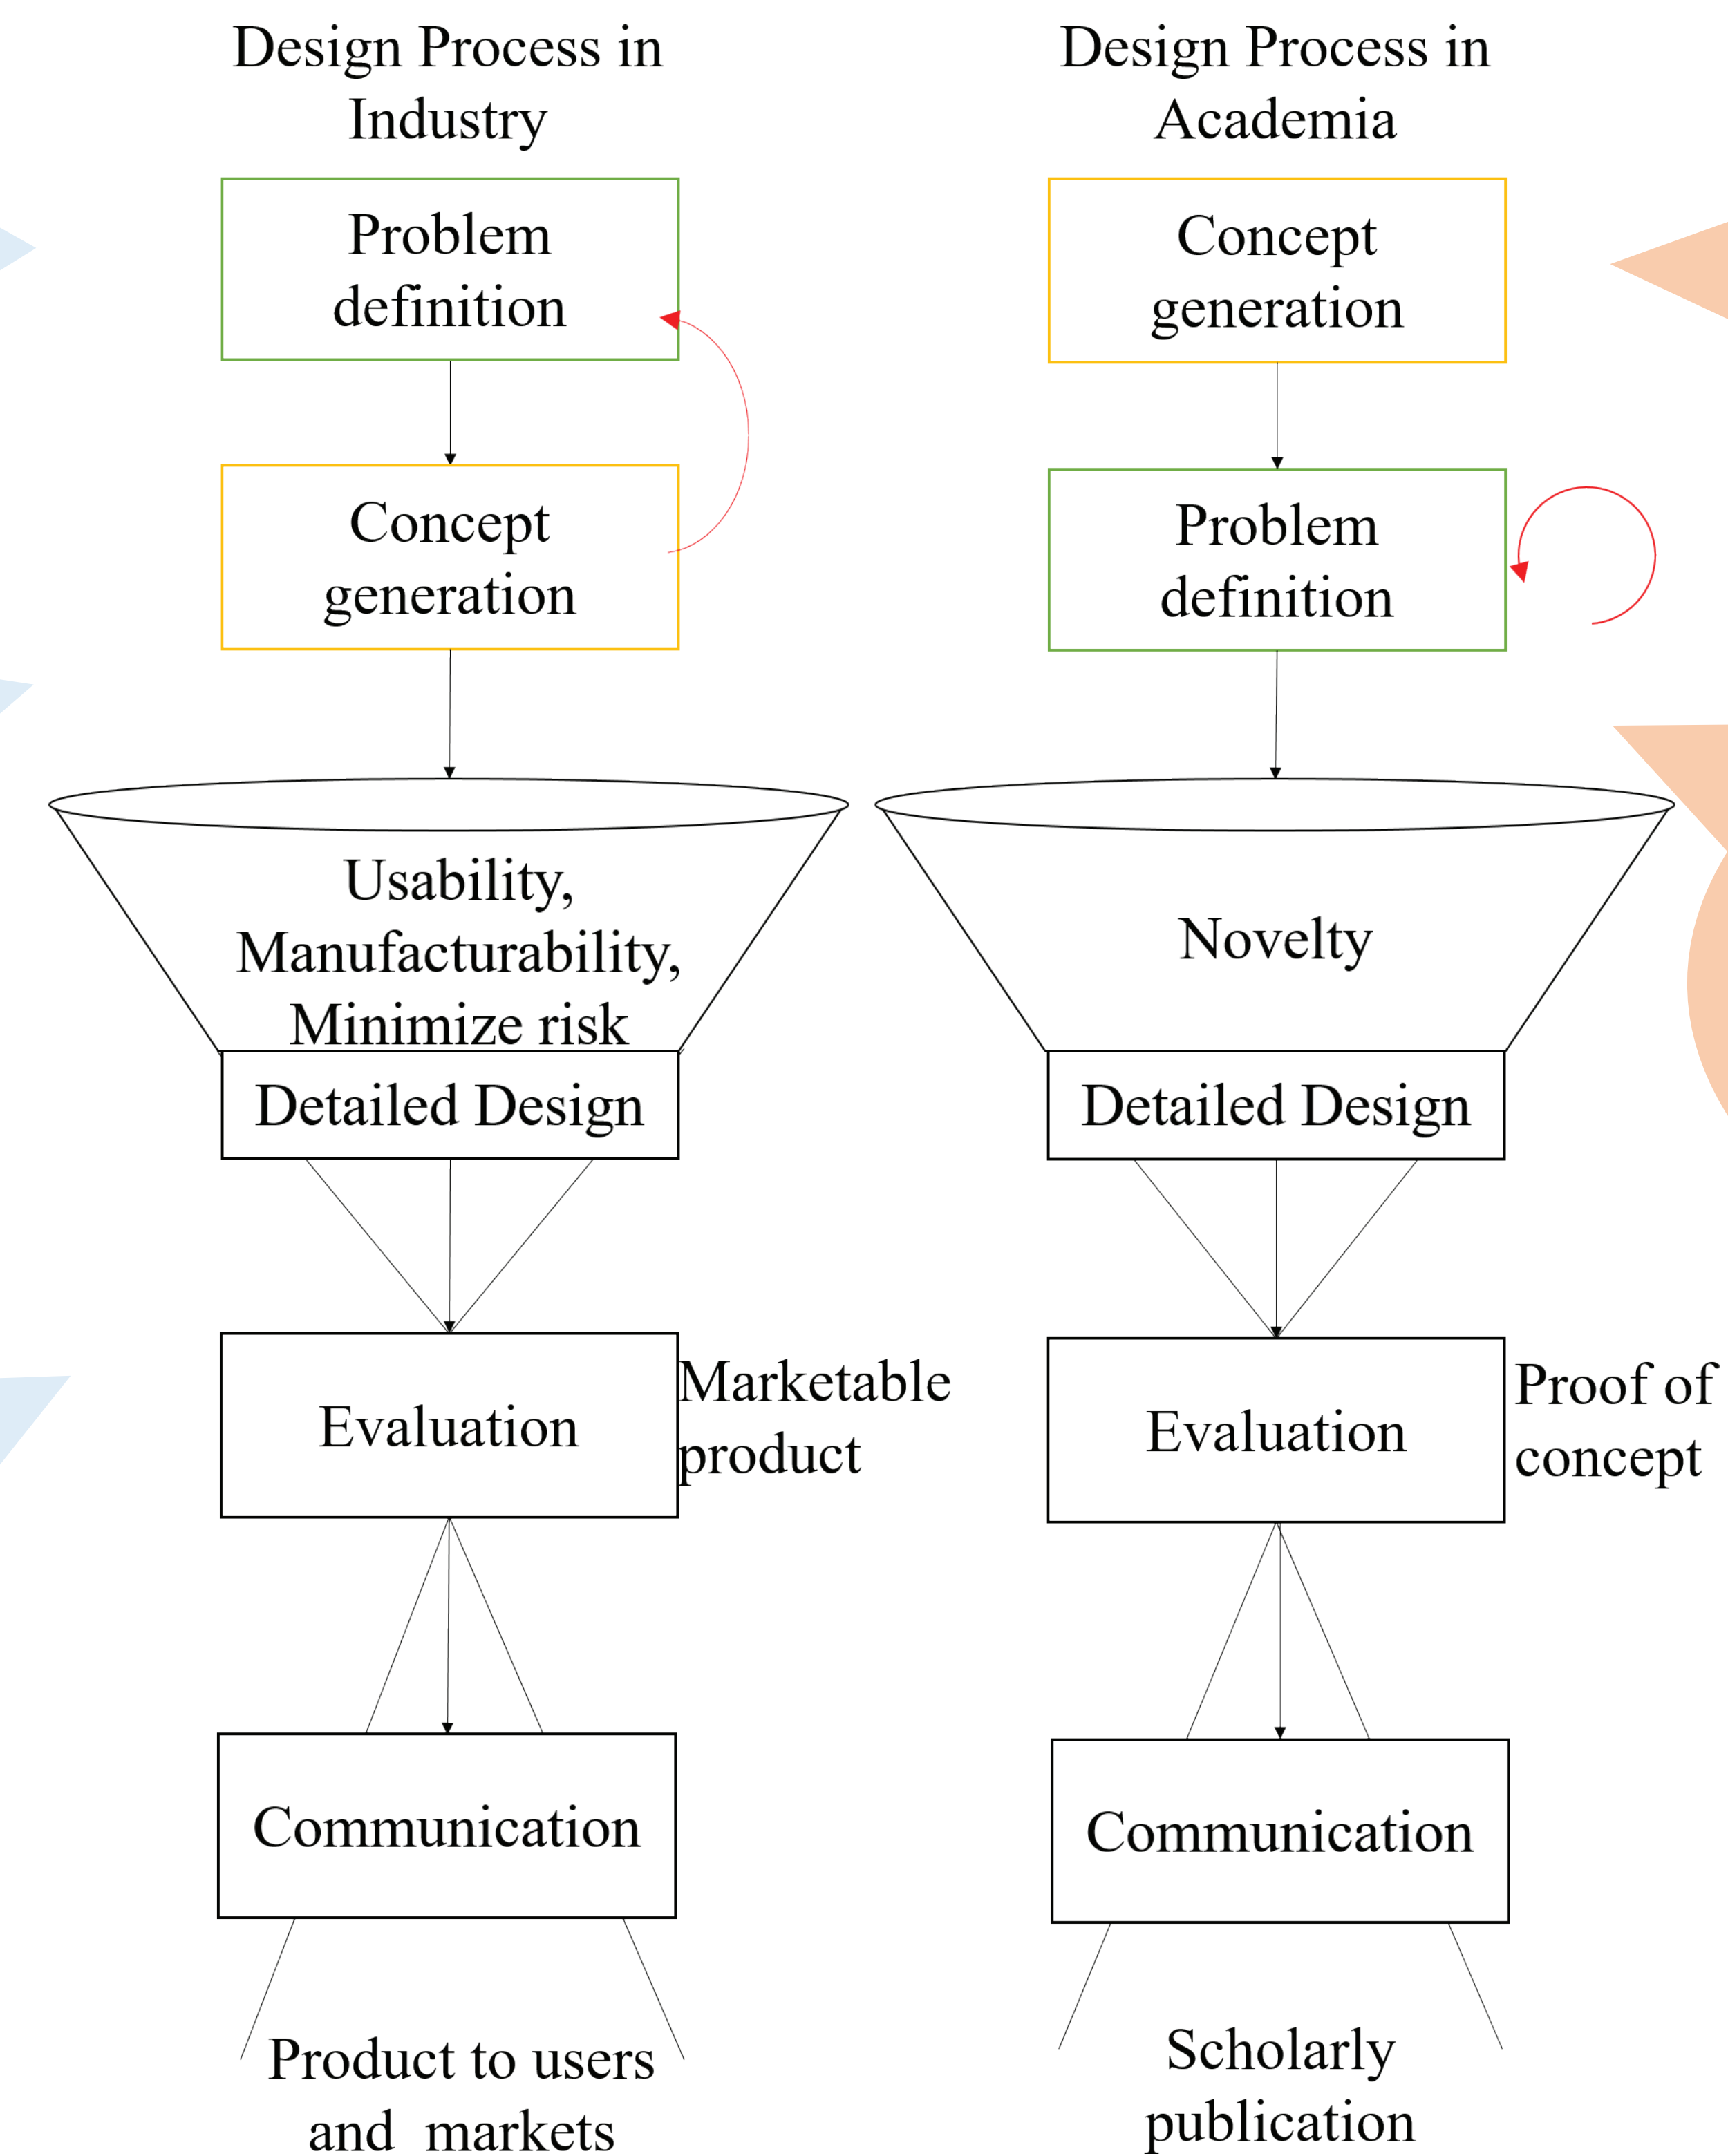 Design Process in
Industry
Problem
definition
Concept
generation
Usability,
Manufacturability,
Minimize risk
Detailed Design
Evaluation
Marketable
product
Communication
Product to users
and markets
Design Process in
Academia
Concept
generation
Problem
definition
Novelty
Detailed Design
Evaluation
Proof of
concept
Communication
Scholarly
publication